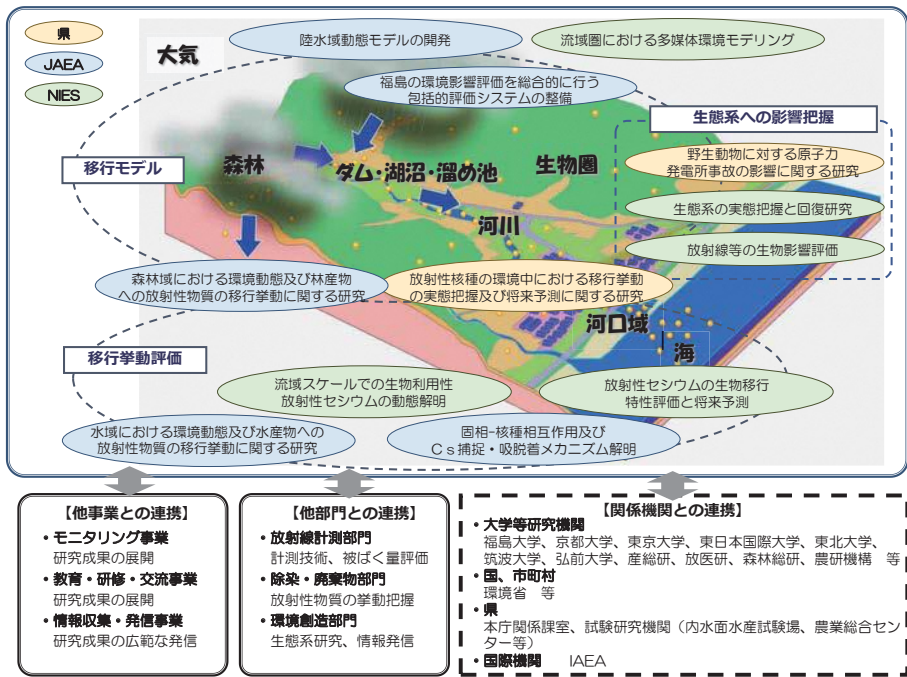 県
JAEA
NIES
大気
陸水域動態モデルの開発
流域圏における多媒体環境モデリング
福島の環境影響評価を総合的に行う
包括的評価システムの整備
生態系への影響把握
移行モデル
森林
ダム・湖沼・溜め池
生物圏
河川
野生動物に対する原子力
発電所事故の影響に関する研究
生態系の実態把握と回復研究
放射線等の生物影響評価
森林域における環境動態及び林産物
への放射性物質の移行挙動に関する研究
放射性核種の環境中における移行挙動
の実態把握及び将来予測に関する研究
河口域
海
移行挙動評価
流域スケールでの生物利用性
放射性セシウムの動態解明
放射性セシウムの生物移行
特性評価と将来予測
水域における環境動態及び水産物への
放射性物質の移行挙動に関する研究
固相-核種相互作用及び
Cs捕捉・吸脱着メカニズム解明
【他事業との連携】
・モニタリング事業
研究成果の展開
・教育・研修・交流事業
研究成果の展開
・情報収集・発信事業
研究成果の広範な発信
【他部門との連携】
・放射線計測部門
計測技術、被ばく量評価
・除染・廃棄物部門
放射性物質の挙動把握
・環境創造部門
生態系研究、情報発信
【関係機関との連携】
・大学等研究機関
福島大学、京都大学、東京大学、東日本国際大学、東北大学、
筑波大学、弘前大学、産総研、放医研、森林総研、農研機構 等
・国、市町村
環境省 等
・県
本庁関係課室、試験研究機関（内水面水産試験場、農業総合セン
ター等）
・国際機関 IAEA